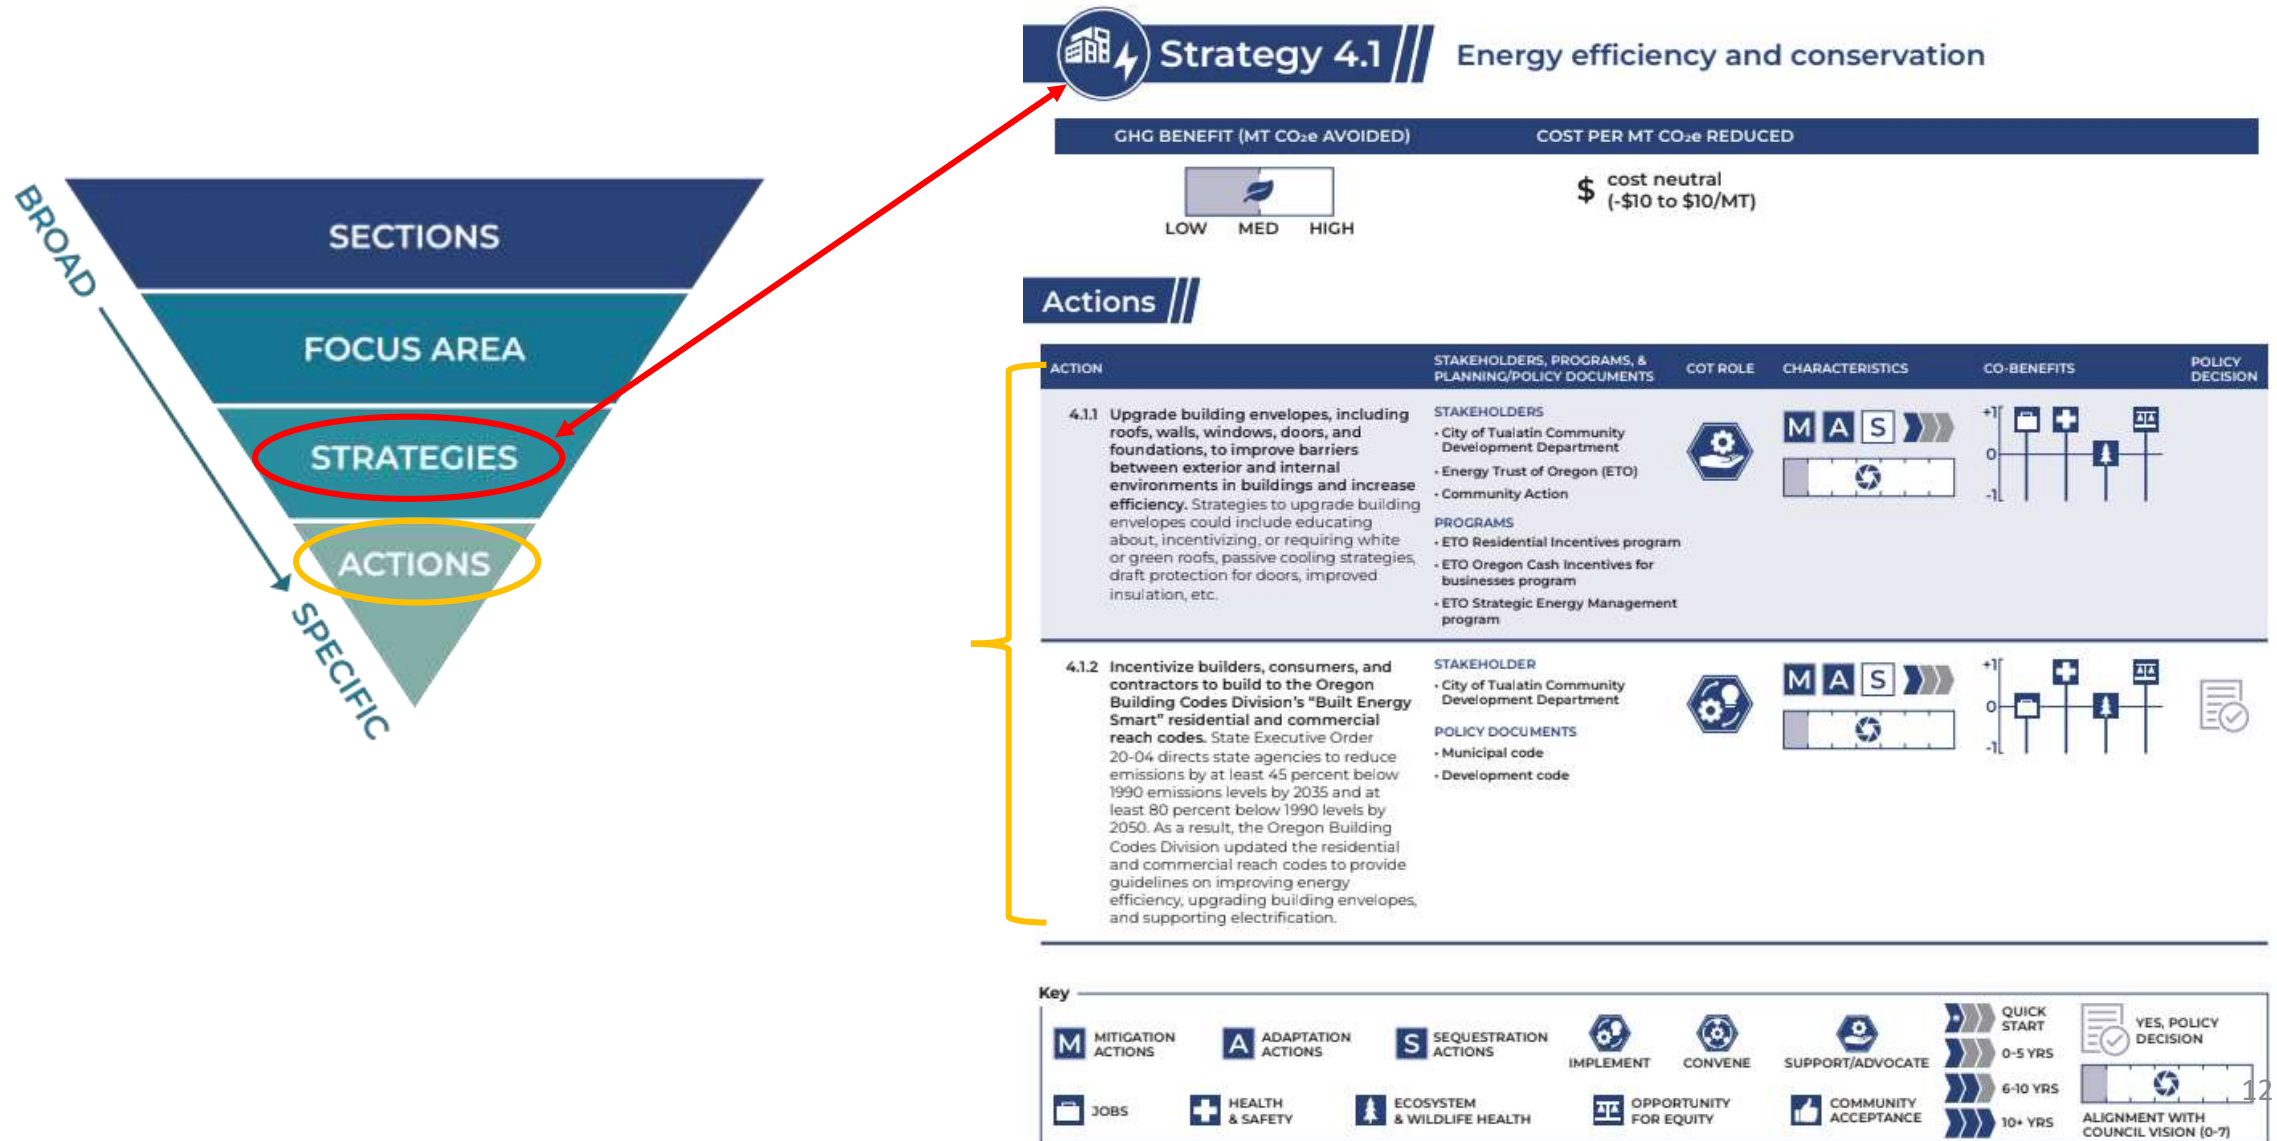 BROAD
SPECIFIC
SECTIONS
FOCUS AREA
STRATEGIES
ACTIONS
Strategy 4.1
Energy efficiency and conservation
GHG BENEFIT (MT CO₂e AVOIDED)
COST PER MT CO₂e REDUCED
LOW MED HIGH
$ cost neutral
(-$10 to $10/MT)
Actions
ACTION
STAKEHOLDERS, PROGRAMS, &
PLANNING/POLICY DOCUMENTS
COT ROLE
CHARACTERISTICS
CO-BENEFITS
POLICY
DECISION
4.1.1 Upgrade building envelopes, including
roofs, walls, windows, doors, and
foundations, to improve barriers
between exterior and internal
environments in buildings and increase
efficiency. Strategies to upgrade building
envelopes could include educating
about, incentivizing, or requiring white
or green roofs, passive cooling strategies,
draft protection for doors, improved
insulation, etc.
STAKEHOLDERS
• City of Tualatin Community
Development Department
• Energy Trust of Oregon (ETO)
• Community Action
PROGRAMS
• ETO Residential Incentives program
• ETO Oregon Cash Incentives for
businesses program
• ETO Strategic Energy Management
program
M A S
+1
0
-1
4.1.2 Incentivize builders, consumers, and
contractors to build to the Oregon
Building Codes Division's “Built Energy
Smart” residential and commercial
reach codes. State Executive Order
20-04 directs state agencies to reduce
emissions by at least 45 percent below
1990 emissions levels by 2035 and at
least 80 percent below 1990 levels by
2050. As a result, the Oregon Building
Codes Division updated the residential
and commercial reach codes to provide
guidelines on improving energy
efficiency, upgrading building envelopes,
and supporting electrification.
STAKEHOLDER
• City of Tualatin Community
Development Department
POLICY DOCUMENTS
• Municipal code
• Development code
M A S
+1
0
-1
Key
M MITIGATION
ACTIONS
A ADAPTATION
ACTIONS
S SEQUESTRATION
ACTIONS
IMPLEMENT
CONVENE
SUPPORT/ADVOCATE
QUICK
START
0-5 YRS
6-10 YRS
10+ YRS
YES, POLICY
DECISION
JOBS
HEALTH
& SAFETY
ECOSYSTEM
& WILDLIFE HEALTH
OPPORTUNITY
FOR EQUITY
COMMUNITY
ACCEPTANCE
ALIGNMENT WITH
COUNCIL VISION (0-7)
12